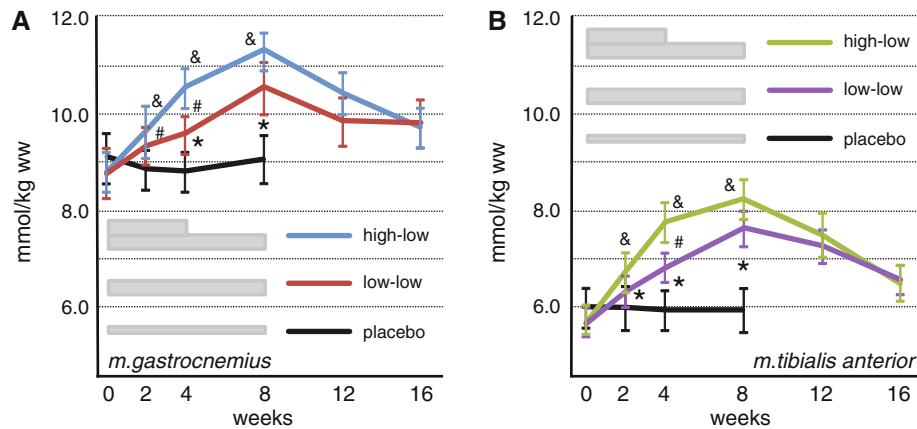 A
12.0
10.0
8.0
6.0
mmol/kg ww
&
&
&
#
#
*
*
high-low
low-low
placebo
m.gastrocnemius
0 2 4 8 12 16
weeks
B
12.0
10.0
8.0
6.0
mmol/kg ww
high-low
low-low
placebo
&
&
&
#
*
*
*
m.tibialis anterior
0 2 4 8 12 16
weeks